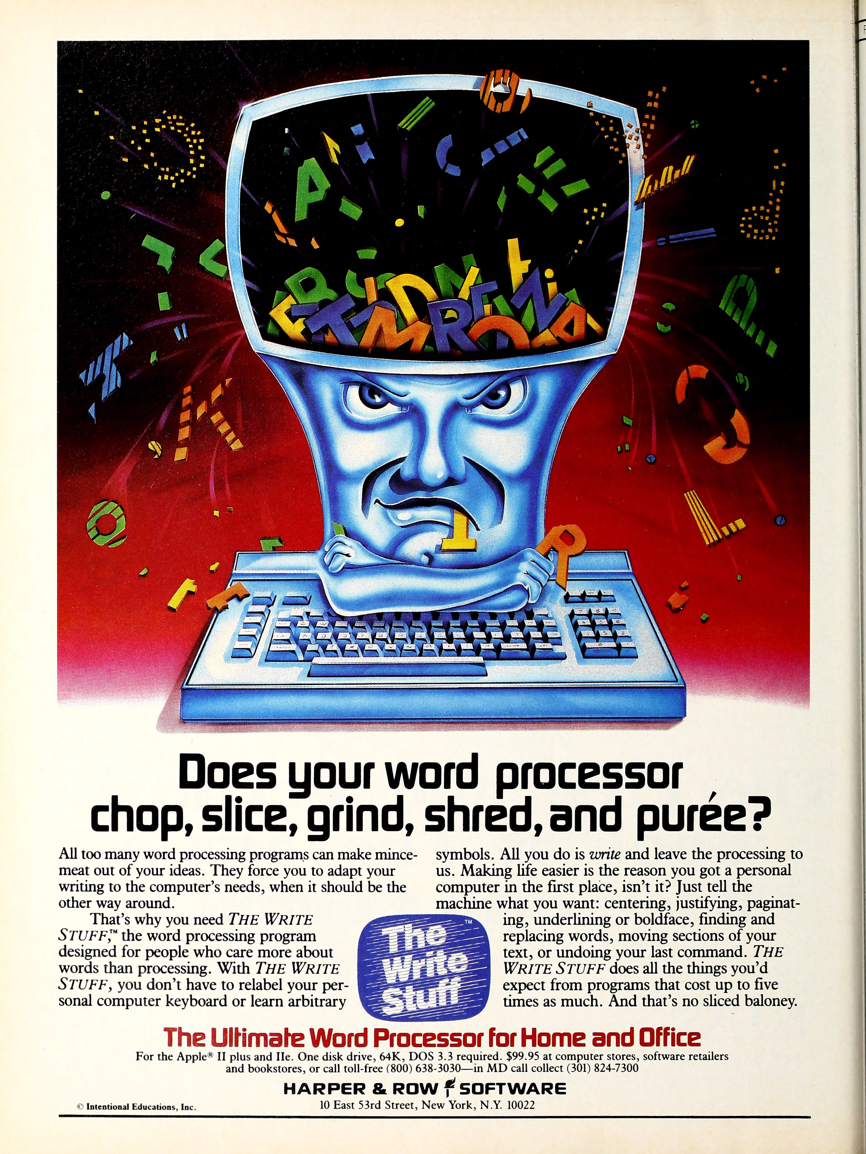 Does your word processor
chop, slice, grind, shred, and purée?
All too many word processing programs can make mince-
meat out of your ideas. They force you to adapt your
writing to the computer's needs, when it should be the
other way around.
That's why you need THE WRITE
STUFF,™ the word processing program
designed for people who care more about
words than processing. With THE WRITE
STUFF, you don't have to relabel your per-
sonal computer keyboard or learn arbitrary
symbols. All you do is write and leave the processing to
us. Making life easier is the reason you got a personal
computer in the first place, isn't it? Just tell the
machine what you want: centering, justifying, paginat-
ing, underlining or boldface, finding and
replacing words, moving sections of your
text, or undoing your last command. THE
WRITE STUFF does all the things you'd
expect from programs that cost up to five
times as much. And that's no sliced baloney.
The
Write
Stuff
™
The Ultimate Word Processor for Home and Office
For the Apple® II plus and IIe. One disk drive, 64K, DOS 3.3 required. $99.95 at computer stores, software retailers
and bookstores, or call toll-free (800) 638-3030—in MD call collect (301) 824-7300
HARPER & ROW SOFTWARE
© Intentional Educations, Inc.
10 East 53rd Street, New York, N.Y. 10022